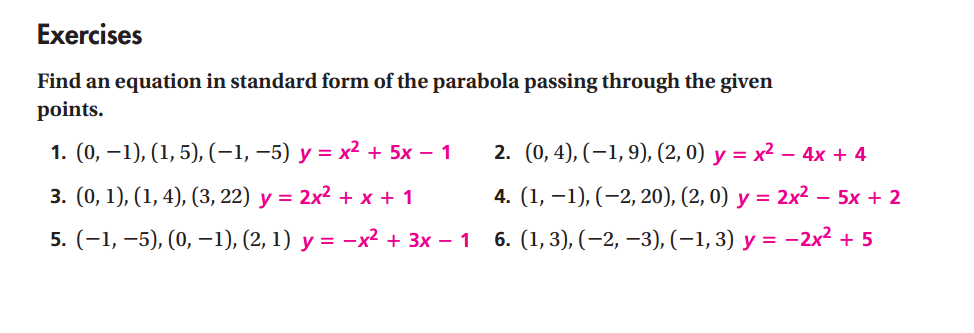 Exercises
Find an equation in standard form of the parabola passing through the given
points.
1. (0, −1), (1, 5), (−1, −5) y = x² + 5x − 1
2. (0, 4), (−1, 9), (2, 0) y = x² − 4x + 4
3. (0, 1), (1, 4), (3, 22) y = 2x² + x + 1
4. (1, −1), (−2, 20), (2, 0) y = 2x² − 5x + 2
5. (−1, −5), (0, −1), (2, 1) y = −x² + 3x − 1
6. (1, 3), (−2, −3), (−1, 3) y = −2x² + 5